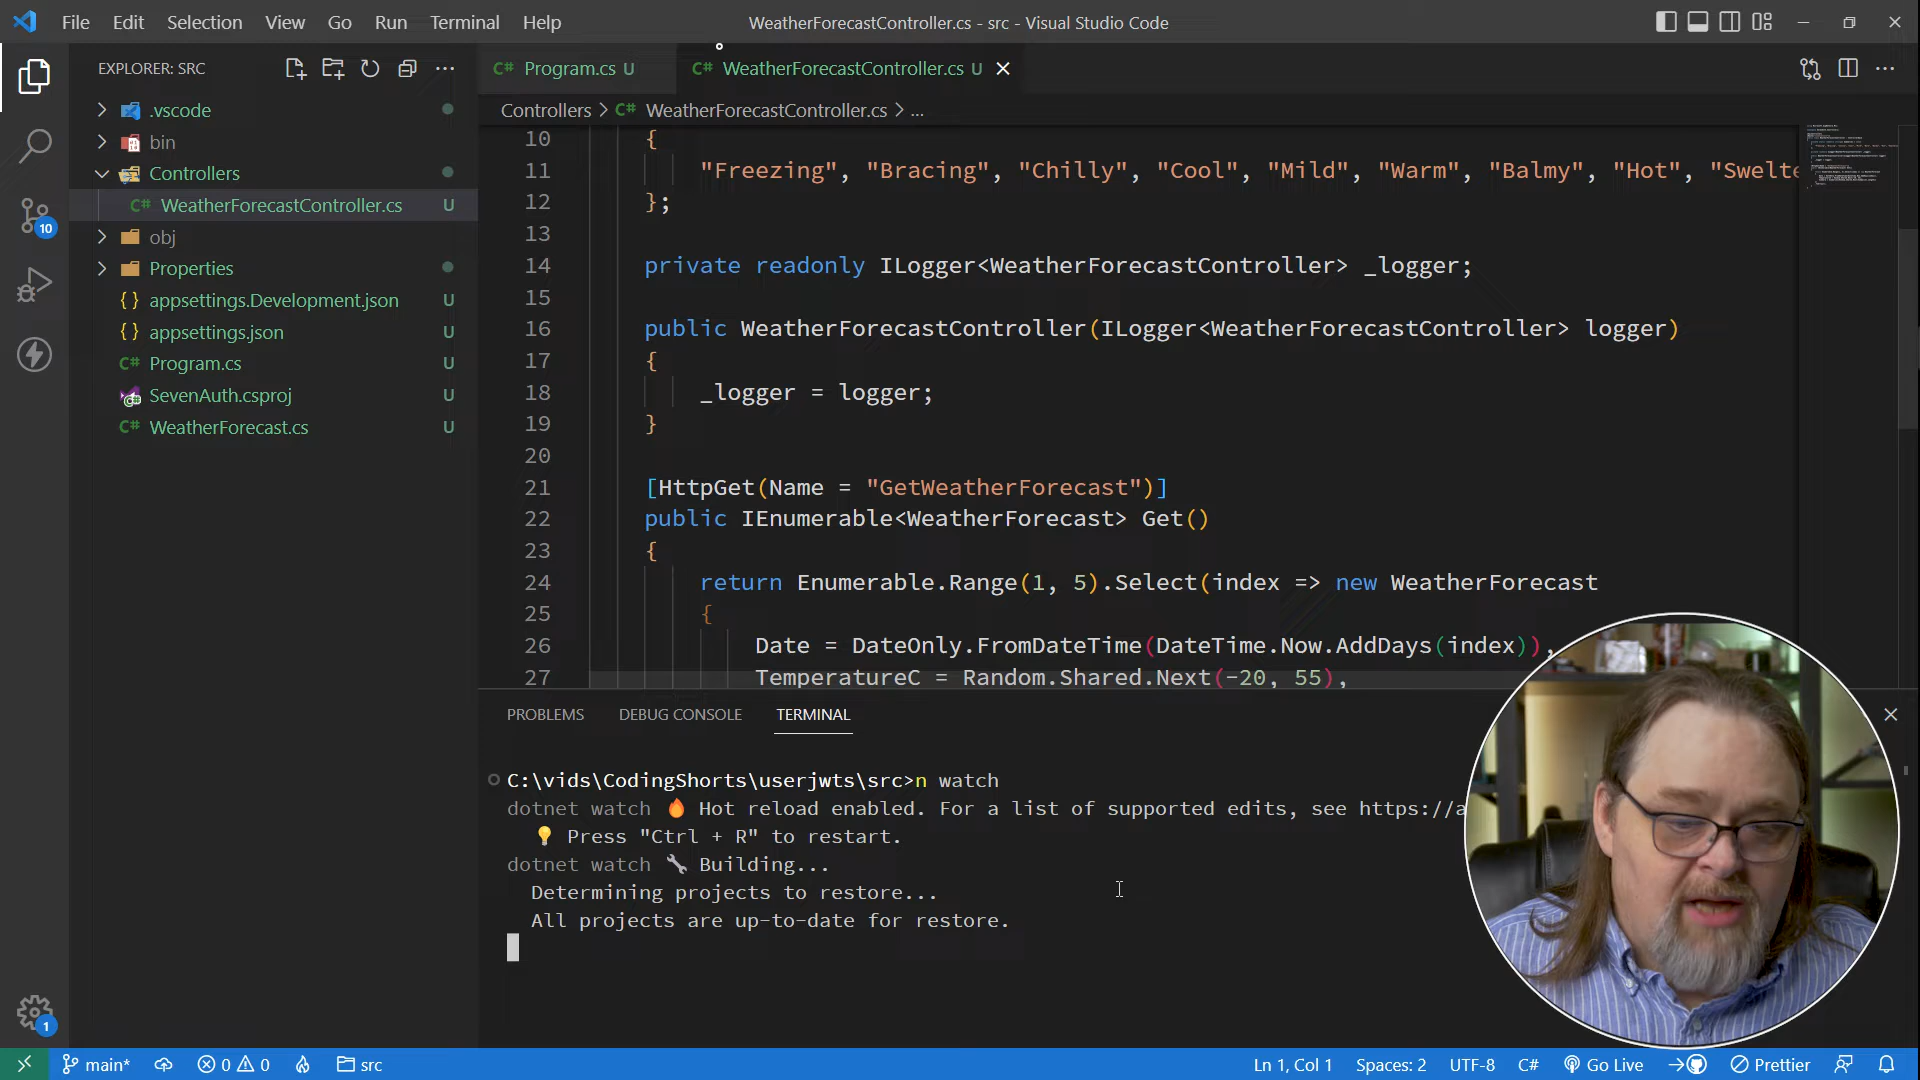 File Edit Selection View Go Run Terminal Help
WeatherForecastController.cs - src - Visual Studio Code
EXPLORER: SRC
.vscode
bin
Controllers
C# WeatherForecastController.cs U
obj
Properties
{} appsettings.Development.json U
{} appsettings.json U
C# Program.cs U
SevenAuth.csproj U
C# WeatherForecast.cs U
10
1
C# Program.cs U
C# WeatherForecastController.cs U
Controllers > C# WeatherForecastController.cs > ...
10 {
11 "Freezing", "Bracing", "Chilly", "Cool", "Mild", "Warm", "Balmy", "Hot", "Swelte
12 };
13
14 private readonly ILogger<WeatherForecastController> _logger;
15
16 public WeatherForecastController(ILogger<WeatherForecastController> logger)
17 {
18 _logger = logger;
19 }
20
21 [HttpGet(Name = "GetWeatherForecast")]
22 public IEnumerable<WeatherForecast> Get()
23 {
24 return Enumerable.Range(1, 5).Select(index => new WeatherForecast
25 {
26 Date = DateOnly.FromDateTime(DateTime.Now.AddDays(index)),
27 TemperatureC = Random.Shared.Next(-20, 55),
PROBLEMS DEBUG CONSOLE TERMINAL
C:\vids\CodingShorts\userjwts\src>n watch
dotnet watch 🔥 Hot reload enabled. For a list of supported edits, see https://a
💡 Press "Ctrl + R" to restart.
dotnet watch 🔧 Building...
Determining projects to restore...
All projects are up-to-date for restore.
main* 0 0 src Ln 1, Col 1 Spaces: 2 UTF-8 C# Go Live Prettier